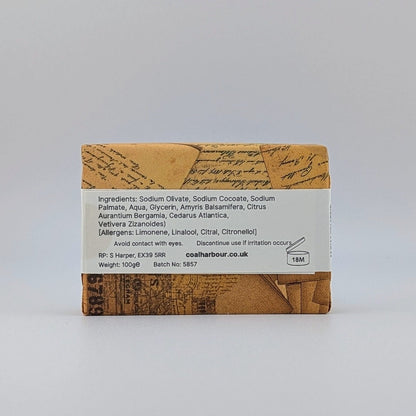 Ingredients: Sodium Olivate, Sodium Cocoate, Sodium
Palmate, Aqua, Glycerin, Amyris Balsamifera, Citrus
Aurantium Bergamia, Cedarus Atlantica,
Vetivera Zizanoides)
[Allergens: Limonene, Linalool, Citral, Citronellol]
Avoid contact with eyes. Discontinue use if irritation occurs
RP: S Harper, EX39 5RR coalharbour.co.uk
Weight: 100g℮ Batch No: 5857
18M